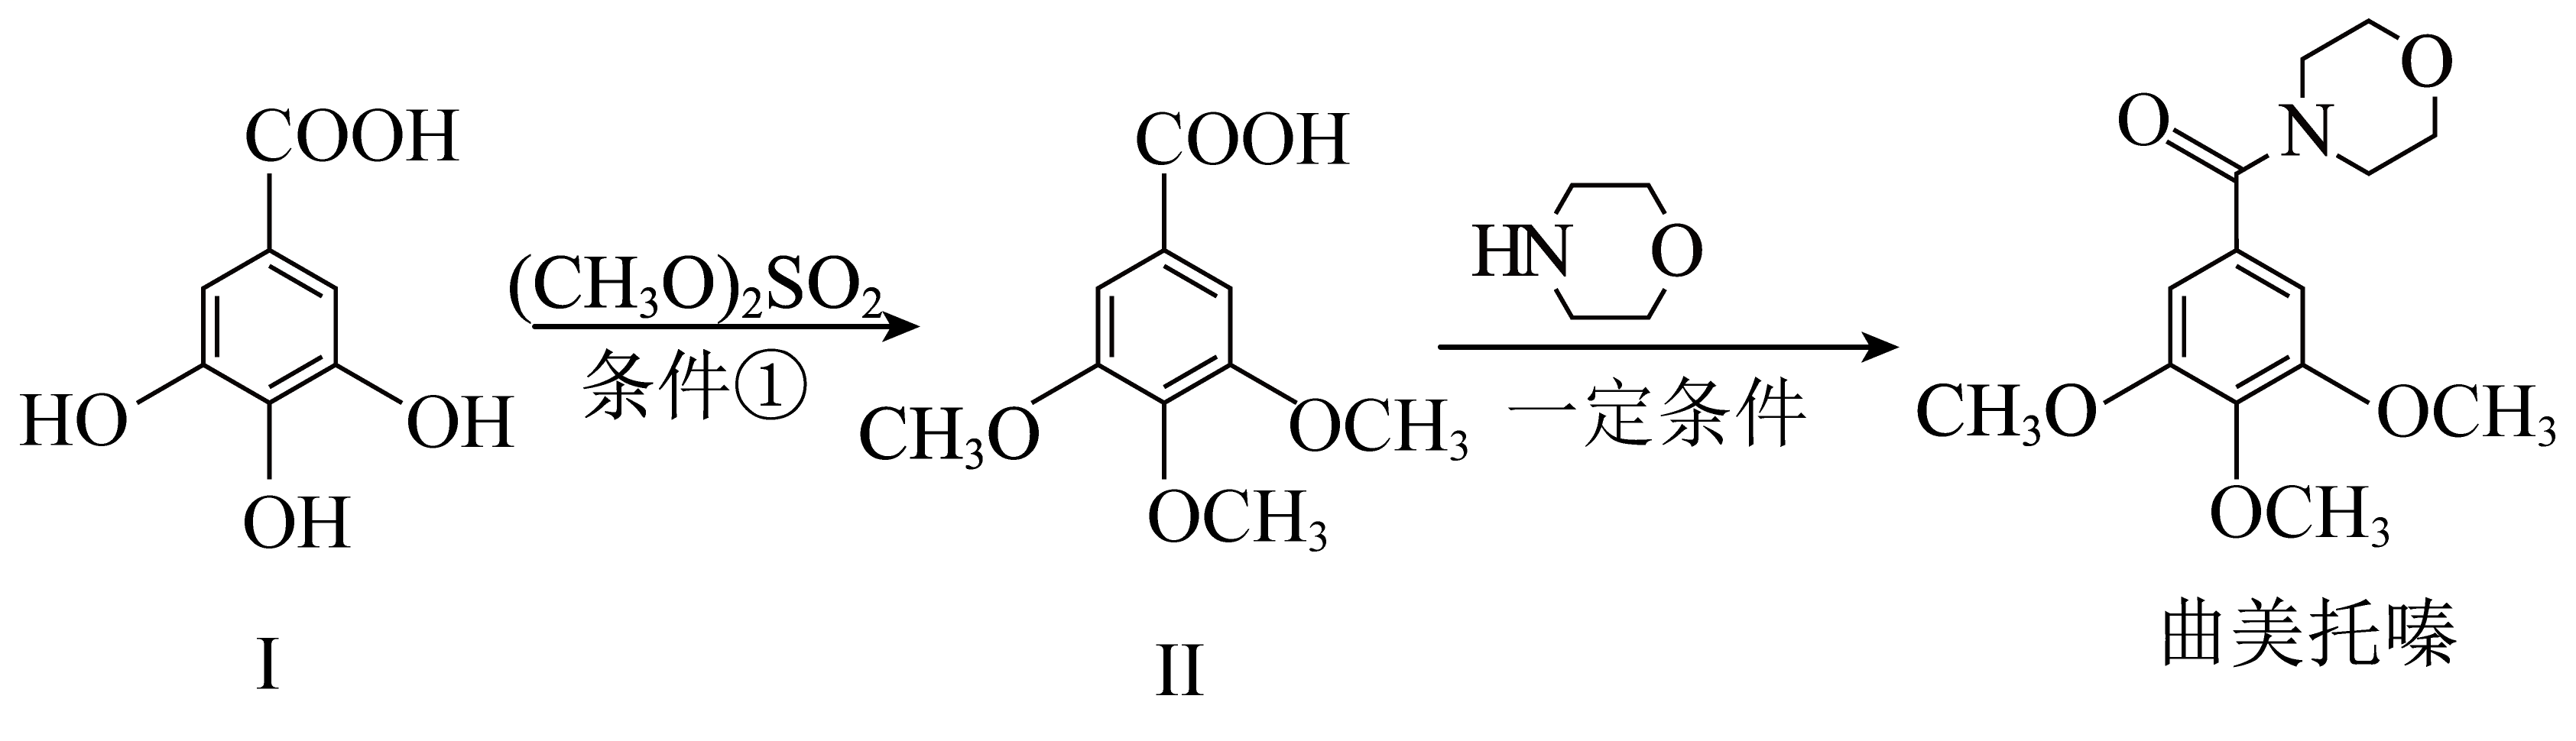 COOH
HO
OH
OH
I
(CH₃O)₂SO₂
条件①
COOH
CH₃O
OCH₃
OCH₃
II
HN
O
一定条件
O
N
O
CH₃O
OCH₃
OCH₃
曲美托嗪